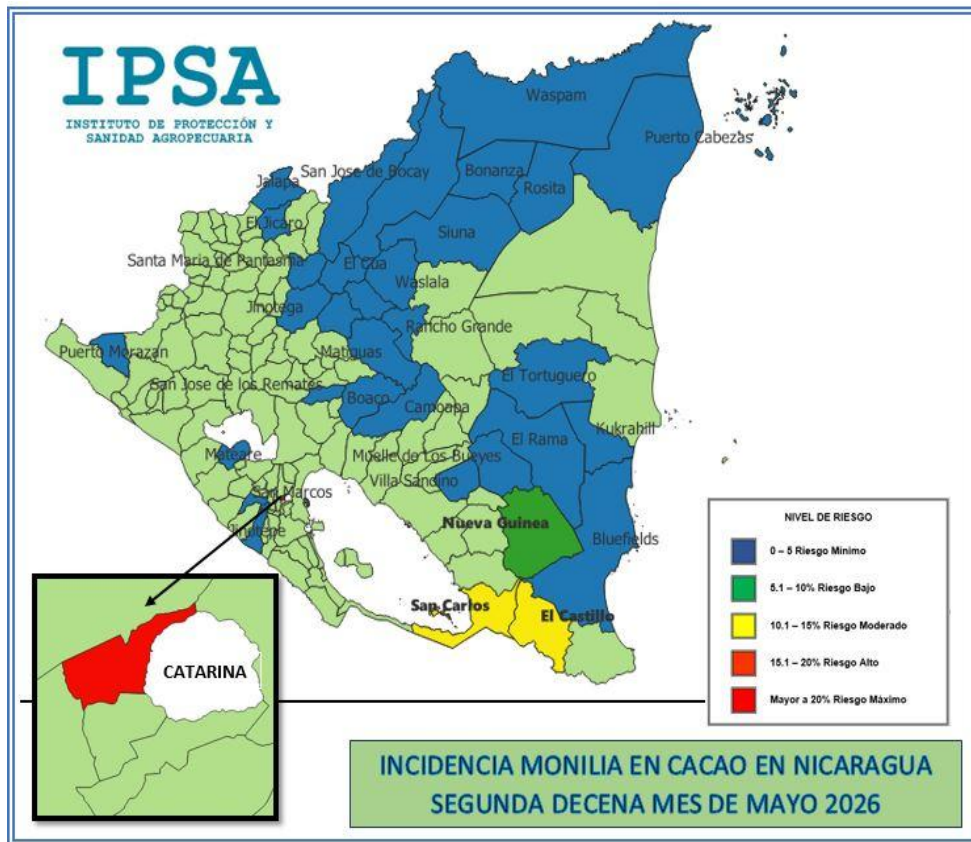 IPSA
INSTITUTO DE PROTECCIÓN Y
SANIDAD AGROPECUARIA
Waspam
Puerto Cabezas
San Jose de Bocay
Bonanza
Rosita
Jalapa
El Jicaro
Siuna
Santa Maria de Pantasma
El Cua
Waslala
Jinotega
Rancho Grande
Puerto Morazan
Matiguas
San Jose de los Remates
El Tortuguero
Boaco
Camoapa
Kukrahill
El Rama
Mateare
Muelle de Los Bueyes
Villa Sandino
San Marcos
Nueva Guinea
Jinotepe
Bluefields
San Carlos
El Castillo
CATARINA
NIVEL DE RIESGO
0 – 5 Riesgo Mínimo
5.1 – 10% Riesgo Bajo
10.1 – 15% Riesgo Moderado
15.1 – 20% Riesgo Alto
Mayor a 20% Riesgo Máximo
INCIDENCIA MONILIA EN CACAO EN NICARAGUA
SEGUNDA DECENA MES DE MAYO 2026